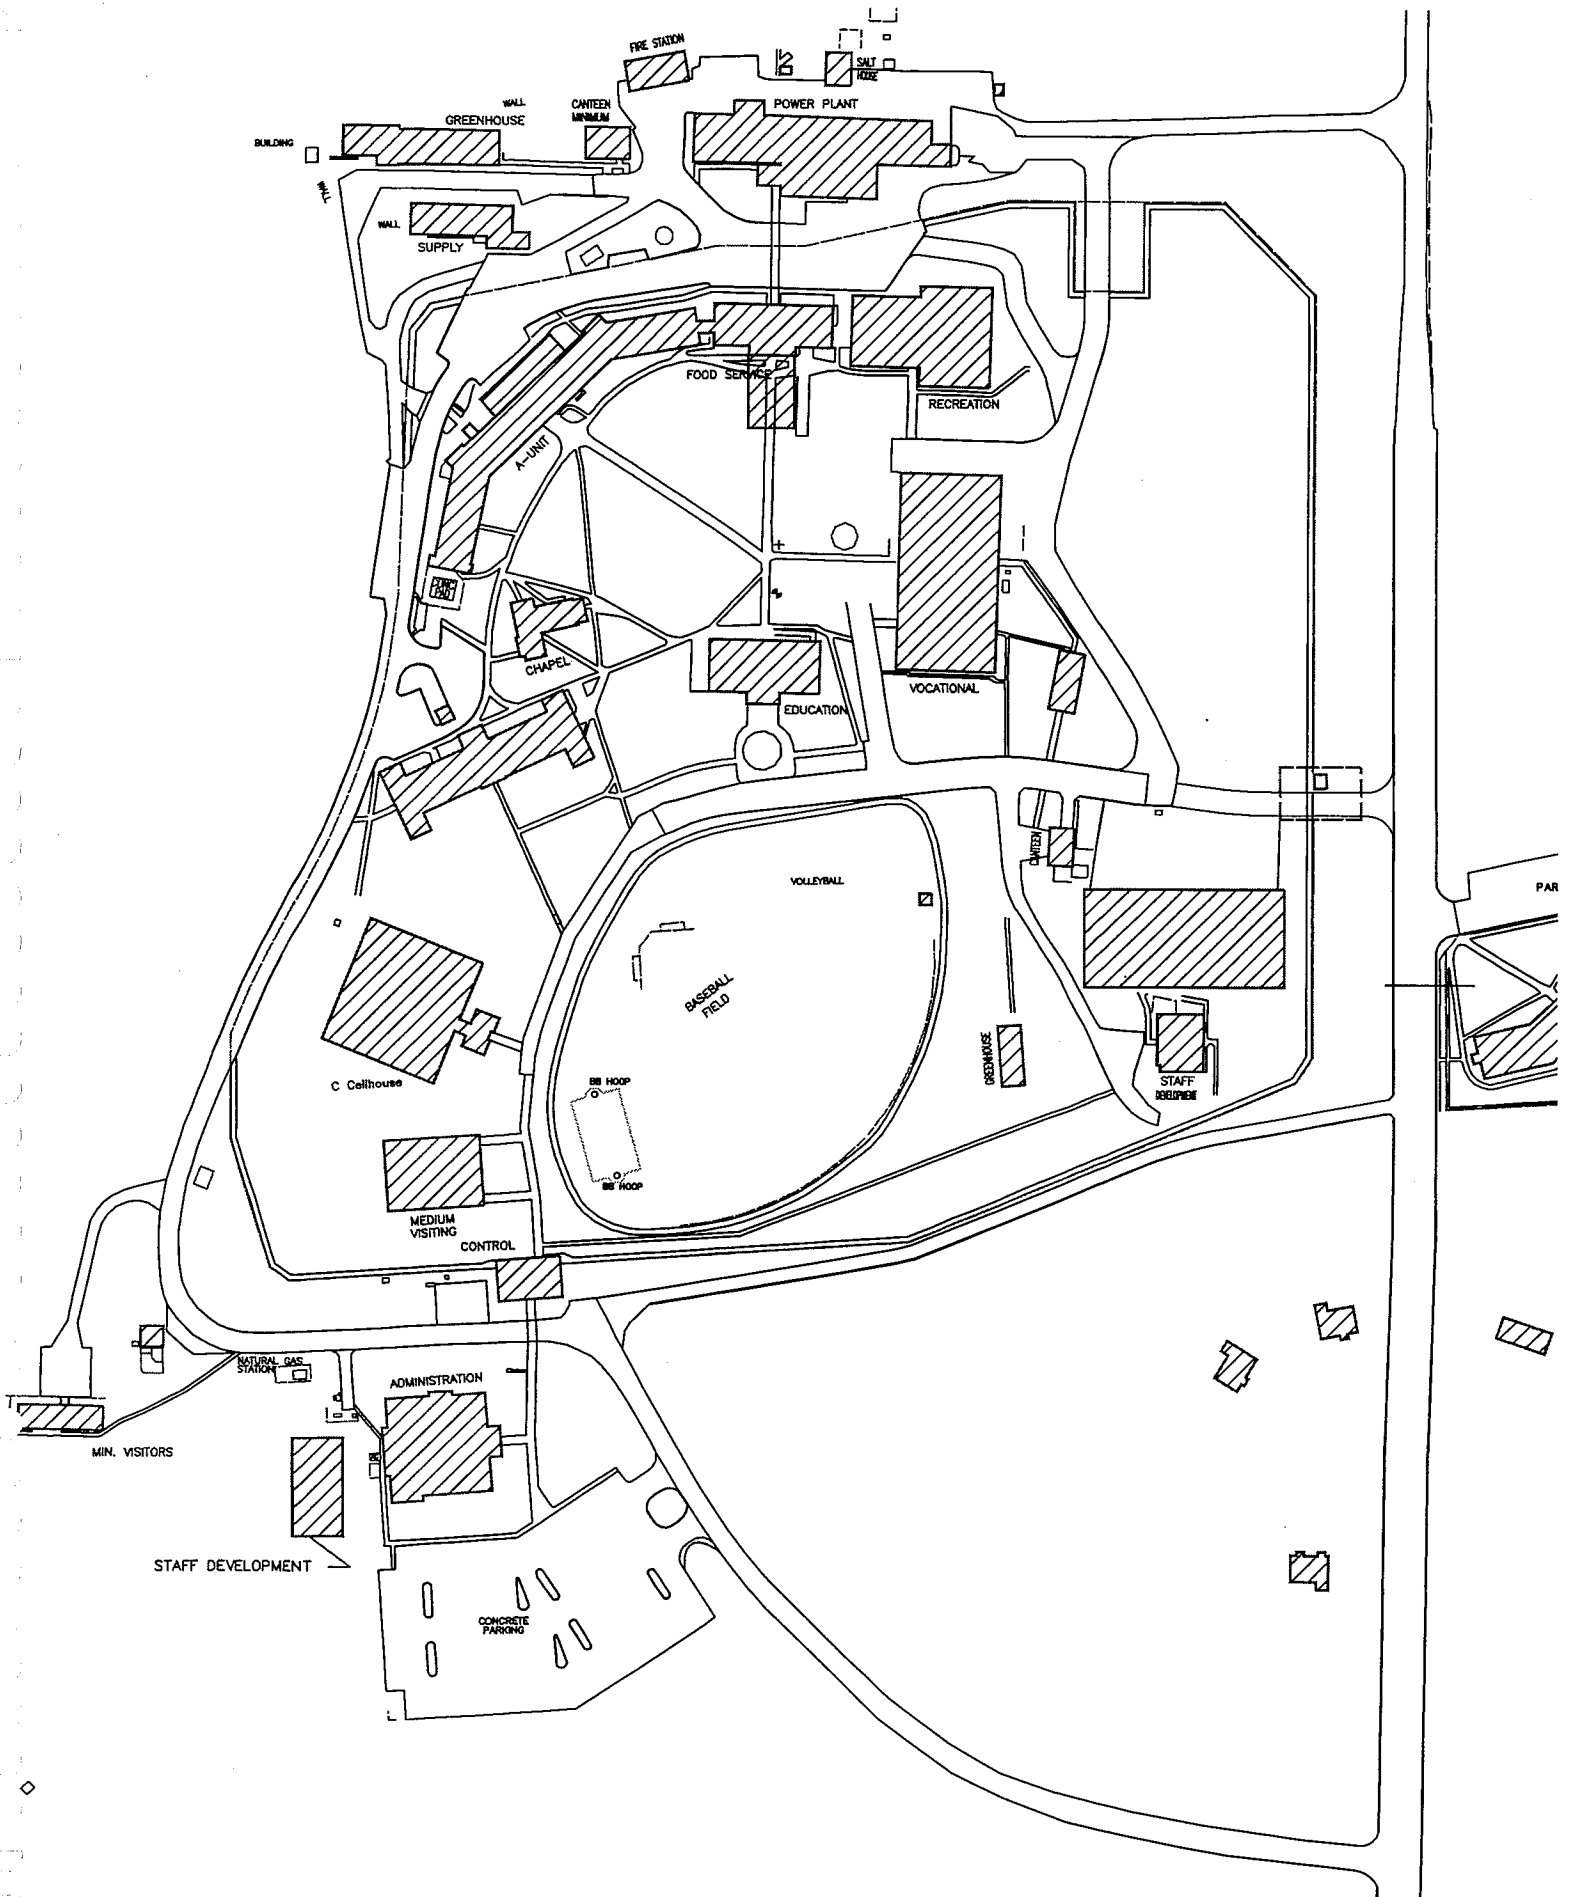 FIRE STATION
SALT
HOUSE
WALL
CANTEEN
MINIMUM
POWER PLANT
GREENHOUSE
BUILDING
WALL
WALL
SUPPLY
FOOD SERVICE
RECREATION
A-UNIT
CONC
PAD
CHAPEL
EDUCATION
VOCATIONAL
CANTEEN
VOLLEYBALL
PAR
BASEBALL
FIELD
GREENHOUSE
C Cellhouse
BB HOOP
STAFF
DEVELOPMENT
BB HOOP
MEDIUM
VISITING
CONTROL
NATURAL GAS
STATION
ADMINISTRATION
MIN. VISITORS
STAFF DEVELOPMENT
CONCRETE
PARKING